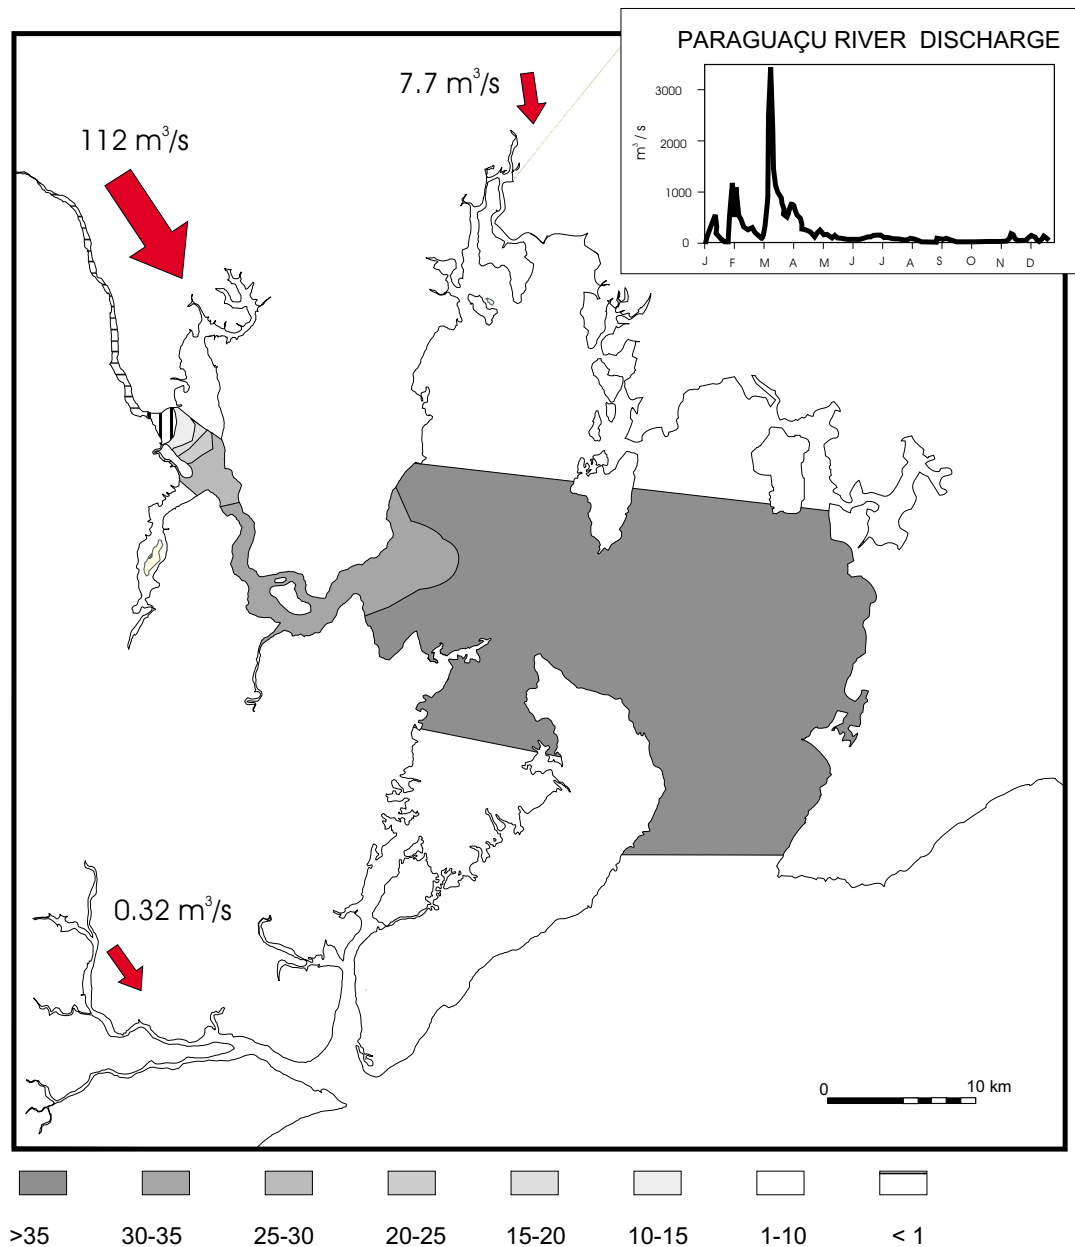 PARAGUAÇU RIVER DISCHARGE
3000
2000
1000
0
m³ / s
J F M A M J J A S O N D
7.7 m³/s
112 m³/s
0.32 m³/s
0 10 km
>35 30-35 25-30 20-25 15-20 10-15 1-10 < 1